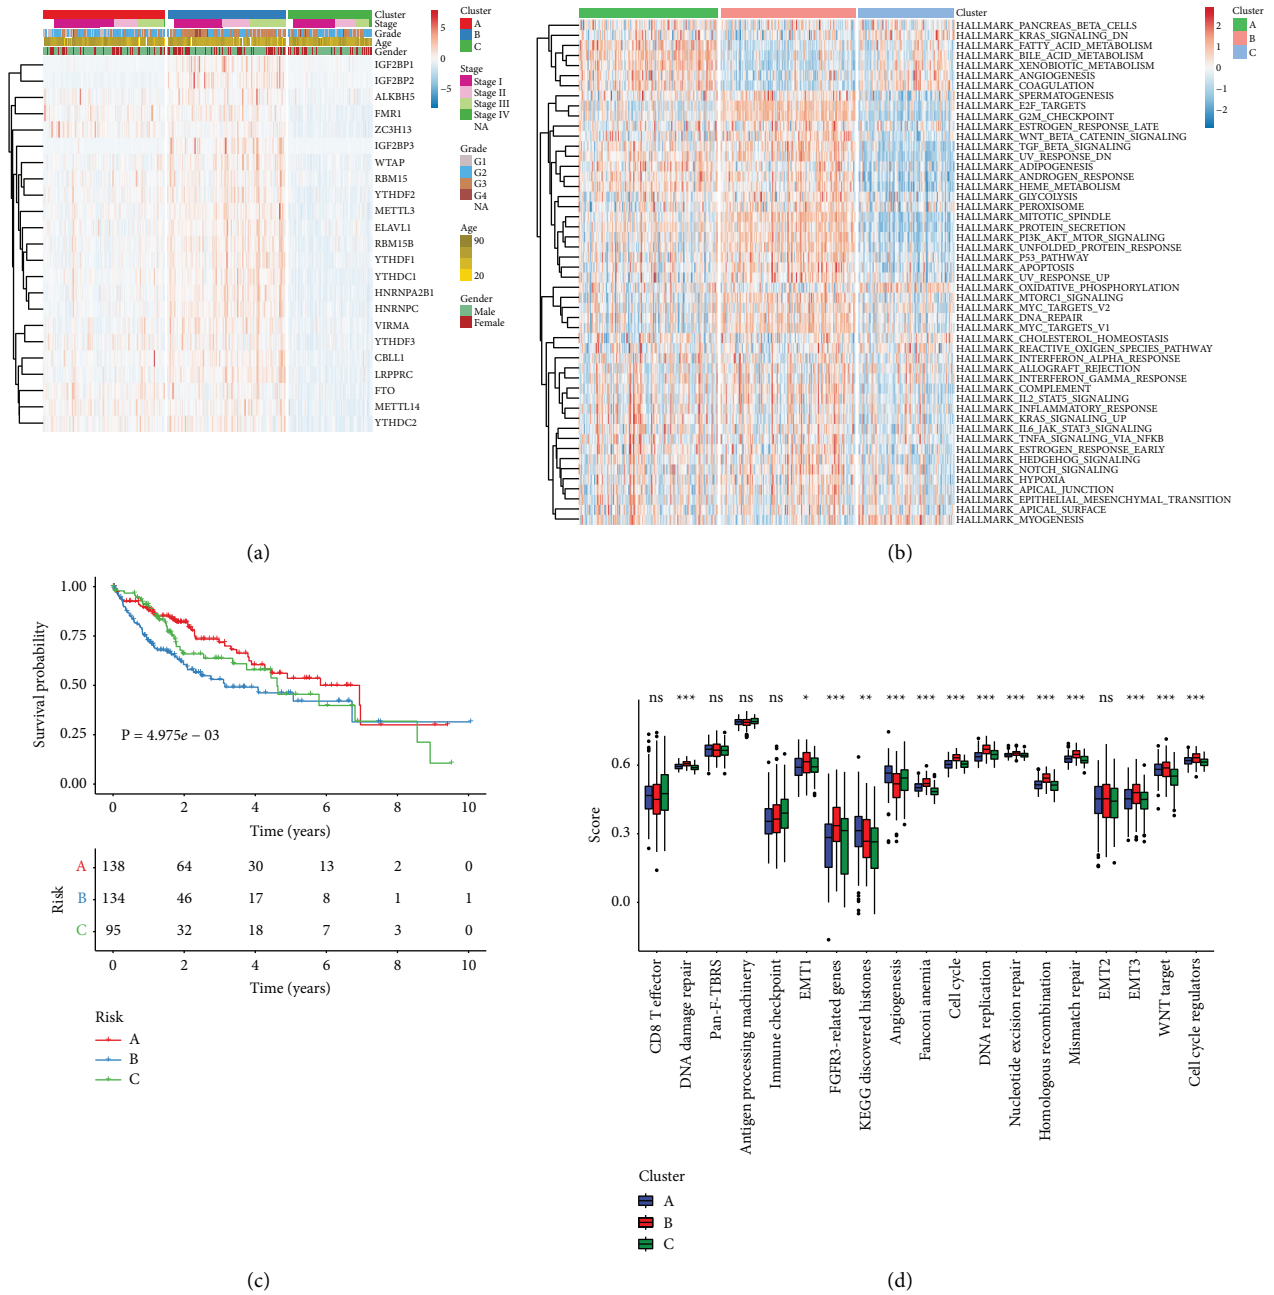 Cluster
Stage
Grade
Age
Gender
IGF2BP1
IGF2BP2
ALKBH5
FMR1
ZC3H13
IGF2BP3
WTAP
RBM15
YTHDF2
METTL3
ELAVL1
RBM15B
YTHDF1
YTHDC1
HNRNPA2B1
HNRNPC
VIRMA
YTHDF3
CBLL1
LRPPRC
FTO
METTL14
YTHDC2
5
0
−5
Cluster
A
B
C
Stage
Stage I
Stage II
Stage III
Stage IV
NA
Grade
G1
G2
G3
G4
NA
Age
90
20
Gender
Male
Female
(a)
Cluster
HALLMARK_PANCREAS_BETA_CELLS
HALLMARK_KRAS_SIGNALING_DN
HALLMARK_FATTY_ACID_METABOLISM
HALLMARK_BILE_ACID_METABOLISM
HALLMARK_XENOBIOTIC_METABOLISM
HALLMARK_ANGIOGENESIS
HALLMARK_COAGULATION
HALLMARK_SPERMATOGENESIS
HALLMARK_E2F_TARGETS
HALLMARK_G2M_CHECKPOINT
HALLMARK_ESTROGEN_RESPONSE_LATE
HALLMARK_WNT_BETA_CATENIN_SIGNALING
HALLMARK_TGF_BETA_SIGNALING
HALLMARK_UV_RESPONSE_DN
HALLMARK_ADIPOGENESIS
HALLMARK_ANDROGEN_RESPONSE
HALLMARK_HEME_METABOLISM
HALLMARK_GLYCOLYSIS
HALLMARK_PEROXISOME
HALLMARK_MITOTIC_SPINDLE
HALLMARK_PROTEIN_SECRETION
HALLMARK_PI3K_AKT_MTOR_SIGNALING
HALLMARK_UNFOLDED_PROTEIN_RESPONSE
HALLMARK_P53_PATHWAY
HALLMARK_APOPTOSIS
HALLMARK_UV_RESPONSE_UP
HALLMARK_OXIDATIVE_PHOSPHORYLATION
HALLMARK_MTORC1_SIGNALING
HALLMARK_MYC_TARGETS_V2
HALLMARK_DNA_REPAIR
HALLMARK_MYC_TARGETS_V1
HALLMARK_CHOLESTEROL_HOMEOSTASIS
HALLMARK_REACTIVE_OXIGEN_SPECIES_PATHWAY
HALLMARK_INTERFERON_ALPHA_RESPONSE
HALLMARK_ALLOGRAFT_REJECTION
HALLMARK_INTERFERON_GAMMA_RESPONSE
HALLMARK_COMPLEMENT
HALLMARK_IL2_STAT5_SIGNALING
HALLMARK_INFLAMMATORY_RESPONSE
HALLMARK_KRAS_SIGNALING_UP
HALLMARK_IL6_JAK_STAT3_SIGNALING
HALLMARK_TNFA_SIGNALING_VIA_NFKB
HALLMARK_ESTROGEN_RESPONSE_EARLY
HALLMARK_HEDGEHOG_SIGNALING
HALLMARK_NOTCH_SIGNALING
HALLMARK_HYPOXIA
HALLMARK_APICAL_JUNCTION
HALLMARK_EPITHELIAL_MESENCHYMAL_TRANSITION
HALLMARK_APICAL_SURFACE
HALLMARK_MYOGENESIS
2
1
0
−1
−2
Cluster
A
B
C
(b)
Survival probability
1.00
0.75
0.50
0.25
0.00
P = 4.975e − 03
0 2 4 6 8 10
Time (years)
Risk
A 138 64 30 13 2 0
B 134 46 17 8 1 1
C 95 32 18 7 3 0
0 2 4 6 8 10
Time (years)
Risk
A
B
C
(c)
ns *** ns ns ns * *** ** *** *** *** *** *** *** *** ns *** *** ***
Score
0.6
0.3
0.0
CD8 T effector
DNA damage repair
Pan-F-TBRS
Antigen processing machinery
Immune checkpoint
EMT1
FGFR3-related genes
KEGG discovered histones
Angiogenesis
Fanconi anemia
Cell cycle
DNA replication
Nucleotide excision repair
Homologous recombination
Mismatch repair
EMT2
EMT3
WNT target
Cell cycle regulators
Cluster
A
B
C
(d)